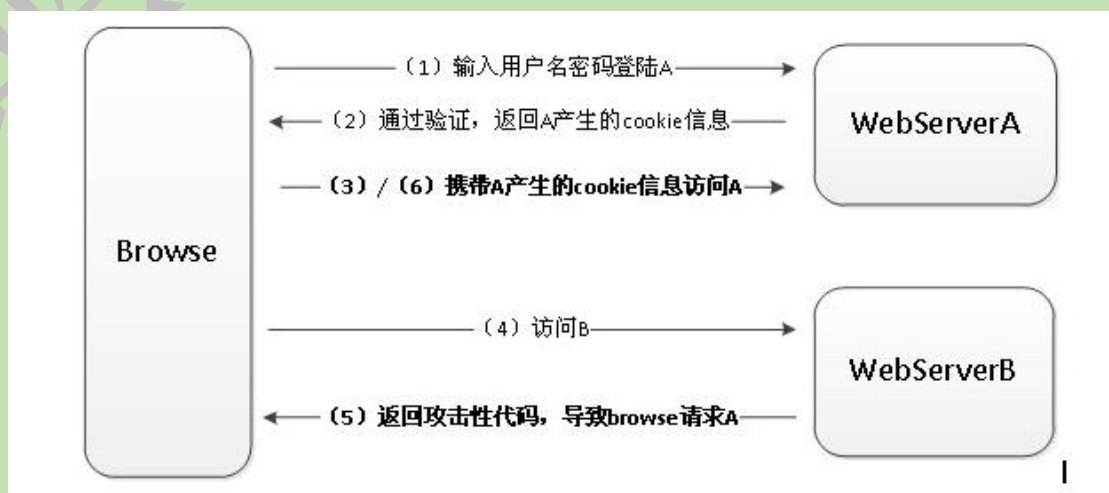 (1) 输入用户名密码登陆A
(2) 通过验证，返回A产生的cookie信息
WebServerA
(3) / (6) 携带A产生的cookie信息访问A
Browse
(4) 访问B
WebServerB
(5) 返回攻击性代码，导致browse请求A